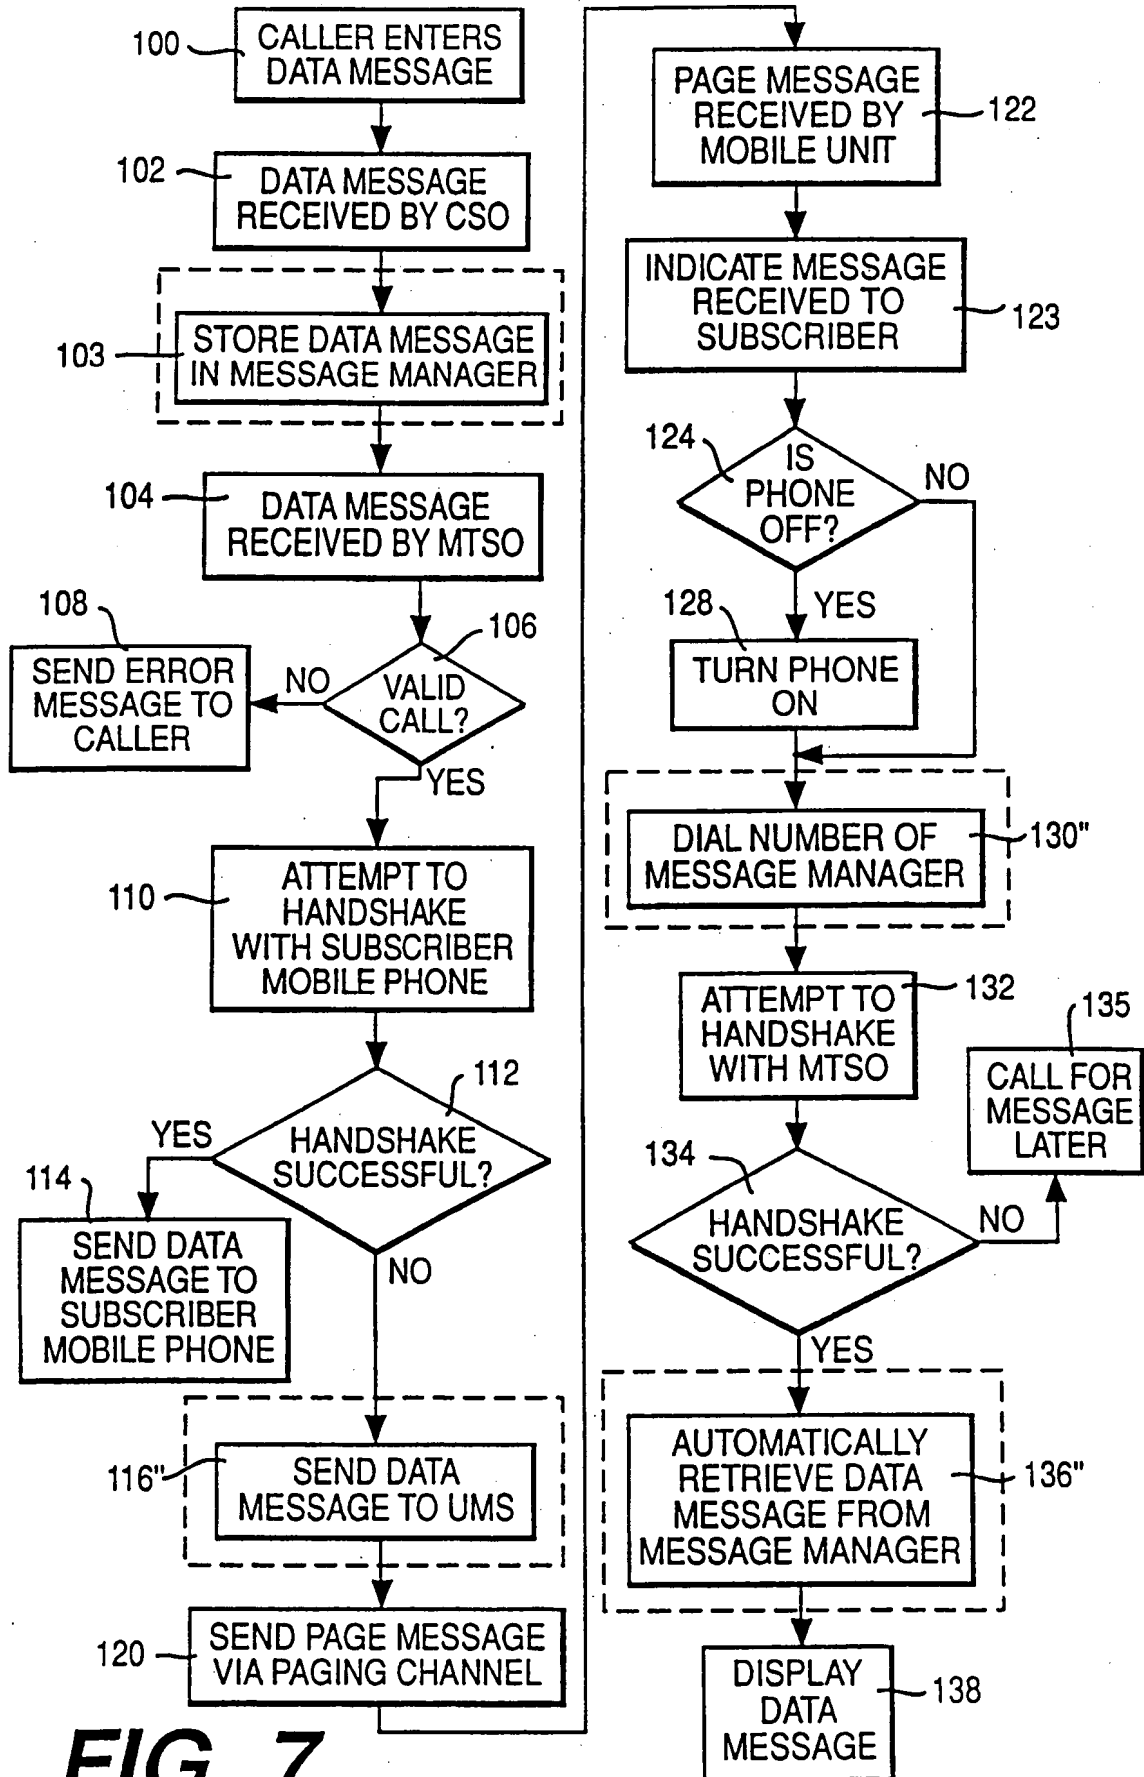 100
CALLER ENTERS
DATA MESSAGE
102
DATA MESSAGE
RECEIVED BY CSO
103
STORE DATA MESSAGE
IN MESSAGE MANAGER
104
DATA MESSAGE
RECEIVED BY MTSO
108
SEND ERROR
MESSAGE TO
CALLER
NO
106
VALID
CALL?
YES
110
ATTEMPT TO
HANDSHAKE
WITH SUBSCRIBER
MOBILE PHONE
112
HANDSHAKE
SUCCESSFUL?
YES
114
SEND DATA
MESSAGE TO
SUBSCRIBER
MOBILE PHONE
NO
116"
SEND DATA
MESSAGE TO UMS
120
SEND PAGE MESSAGE
VIA PAGING CHANNEL
PAGE MESSAGE
RECEIVED BY
MOBILE UNIT
122
INDICATE MESSAGE
RECEIVED TO
SUBSCRIBER
123
124
IS
PHONE
OFF?
NO
YES
128
TURN PHONE
ON
DIAL NUMBER OF
MESSAGE MANAGER
130"
ATTEMPT TO
HANDSHAKE
WITH MTSO
132
135
CALL FOR
MESSAGE
LATER
134
HANDSHAKE
SUCCESSFUL?
NO
YES
AUTOMATICALLY
RETRIEVE DATA
MESSAGE FROM
MESSAGE MANAGER
136"
DISPLAY
DATA
MESSAGE
138
FIG. 7